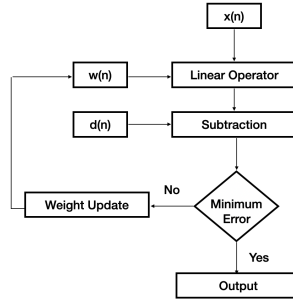 x(n)
w(n)
Linear Operator
d(n)
Subtraction
No
Weight Update
Minimum
Error
Yes
Output